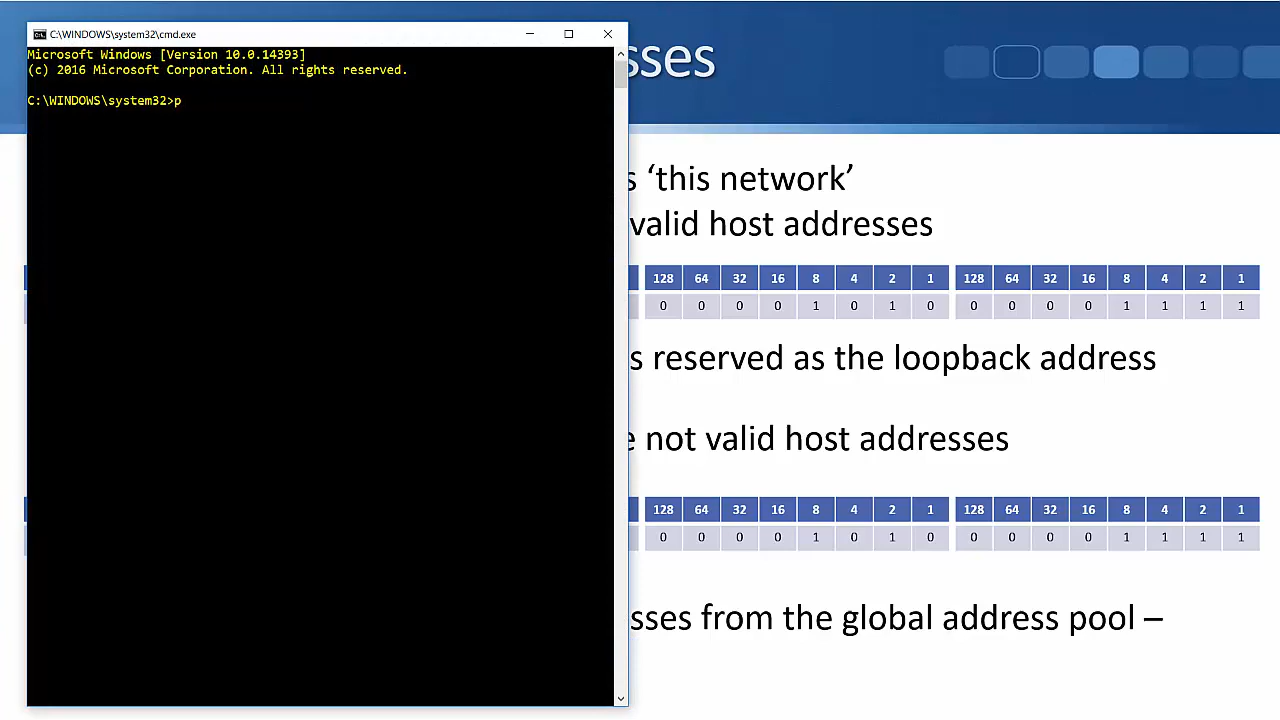 C:\WINDOWS\system32\cmd.exe
Microsoft Windows [Version 10.0.14393]
(c) 2016 Microsoft Corporation. All rights reserved.
C:\WINDOWS\system32>p
sses
s ‘this network’
valid host addresses
128 64 32 16 8 4 2 1 128 64 32 16 8 4 2 1
0 0 0 0 1 0 1 0 0 0 0 0 1 1 1 1
s reserved as the loopback address
e not valid host addresses
128 64 32 16 8 4 2 1 128 64 32 16 8 4 2 1
0 0 0 0 1 0 1 0 0 0 0 0 1 1 1 1
sses from the global address pool –